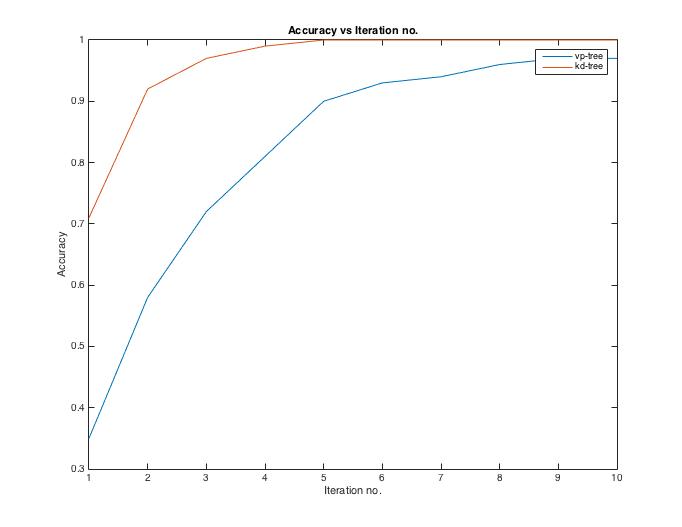 Accuracy vs Iteration no.
1
0.9
0.8
0.7
0.6
0.5
0.4
0.3
Accuracy
vp-tree
kd-tree
1 2 3 4 5 6 7 8 9 10
Iteration no.